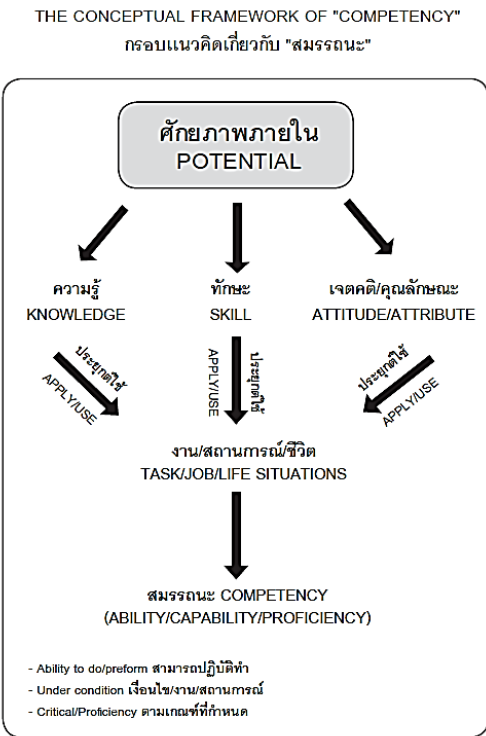 THE CONCEPTUAL FRAMEWORK OF "COMPETENCY"
กรอบแนวคิดเกี่ยวกับ "สมรรถนะ"
ศักยภาพภายใน
POTENTIAL
ความรู้
KNOWLEDGE
ทักษะ
SKILL
เจตคติ/คุณลักษณะ
ATTITUDE/ATTRIBUTE
ประยุกต์ใช้
APPLY/USE
ประยุกต์ใช้
APPLY/USE
ประยุกต์ใช้
APPLY/USE
งาน/สถานการณ์/ชีวิต
TASK/JOB/LIFE SITUATIONS
สมรรถนะ COMPETENCY
(ABILITY/CAPABILITY/PROFICIENCY)
- Ability to do/preform สามารถปฏิบัติทำ
- Under condition เงื่อนไข/งาน/สถานการณ์
- Critical/Proficiency ตามเกณฑ์ที่กำหนด